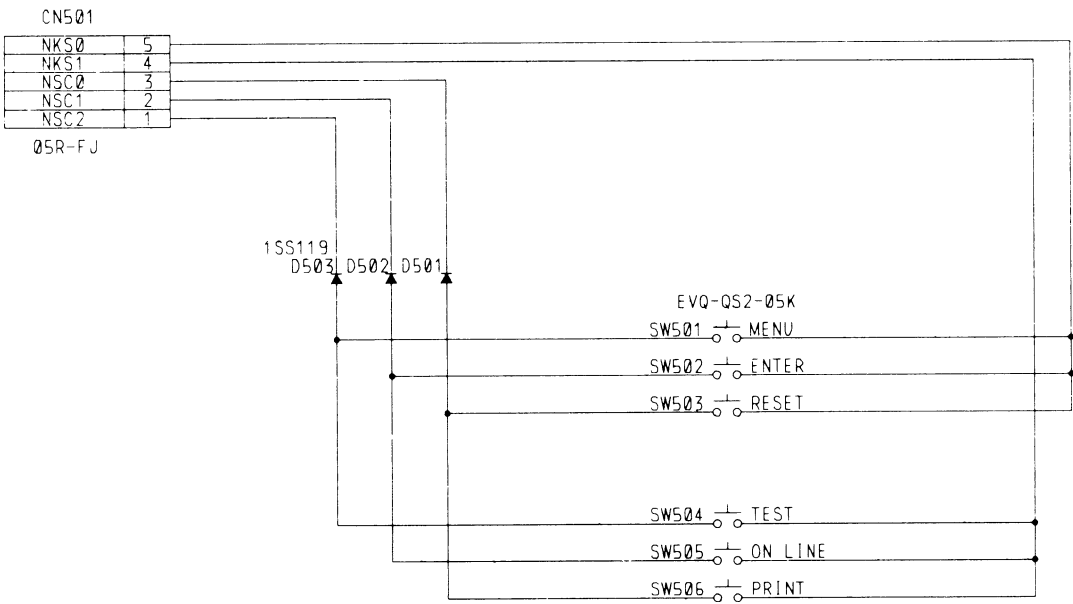 CN501
NKS0 5
NKS1 4
NSC0 3
NSC1 2
NSC2 1
05R-FJ
1SS119
D503 D502 D501
EVQ-QS2-05K
SW501 MENU
SW502 ENTER
SW503 RESET
SW504 TEST
SW505 ON LINE
SW506 PRINT